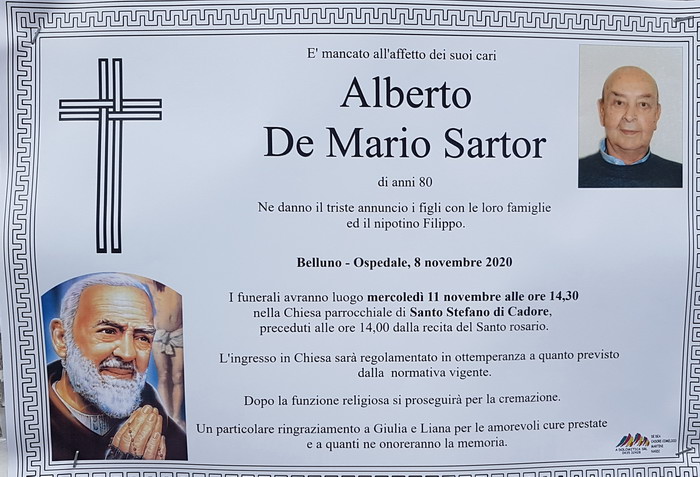 E' mancato all'affetto dei suoi cari
Alberto
De Mario Sartor
di anni 80
Ne danno il triste annuncio i figli con le loro famiglie
ed il nipotino Filippo.
Belluno - Ospedale, 8 novembre 2020
I funerali avranno luogo mercoledì 11 novembre alle ore 14,30
nella Chiesa parrocchiale di Santo Stefano di Cadore,
preceduti alle ore 14,00 dalla recita del Santo rosario.
L'ingresso in Chiesa sarà regolamentato in ottemperanza a quanto previsto
dalla normativa vigente.
Dopo la funzione religiosa si proseguirà per la cremazione.
Un particolare ringraziamento a Giulia e Liana per le amorevoli cure prestate
e a quanti ne onoreranno la memoria.